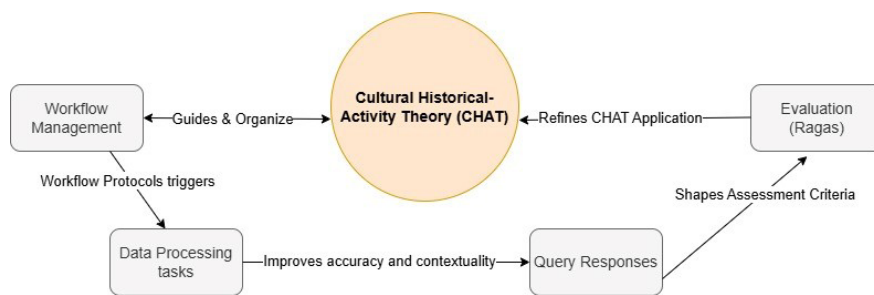 Cultural Historical-
Activity Theory (CHAT)
Workflow
Management
Guides & Organize
Refines CHAT Application
Evaluation
(Ragas)
Workflow Protocols triggers
Shapes Assessment Criteria
Data Processing
tasks
Improves accuracy and contextuality
Query Responses